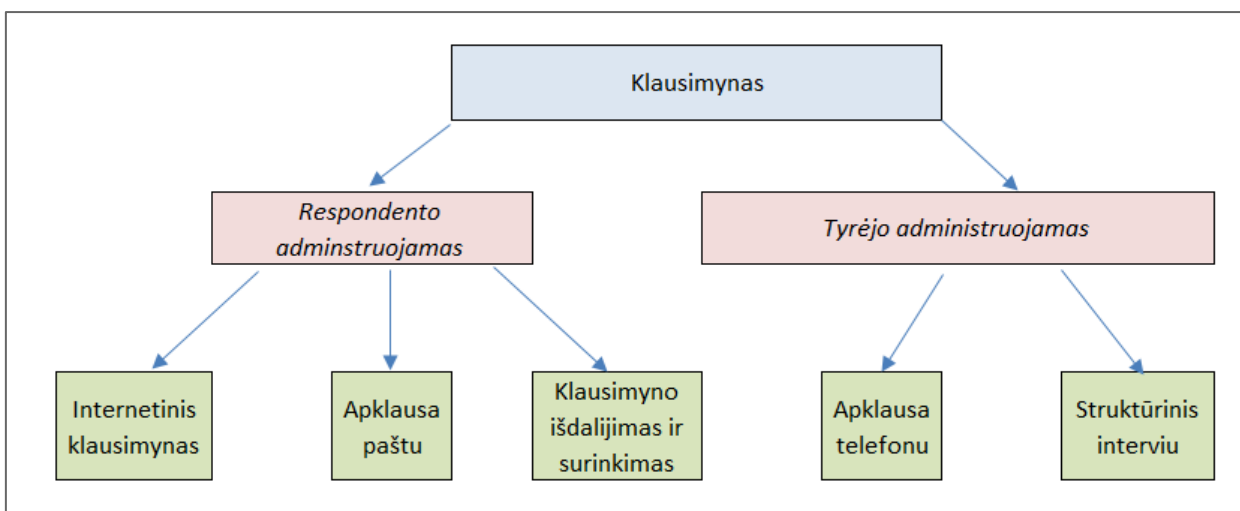 Klausimynas
Respondento
adminstruojamas
Tyrėjo administruojamas
Internetinis
klausimynas
Apklausa
paštu
Klausimyno
išdalijimas ir
surinkimas
Apklausa
telefonu
Struktūrinis
interviu